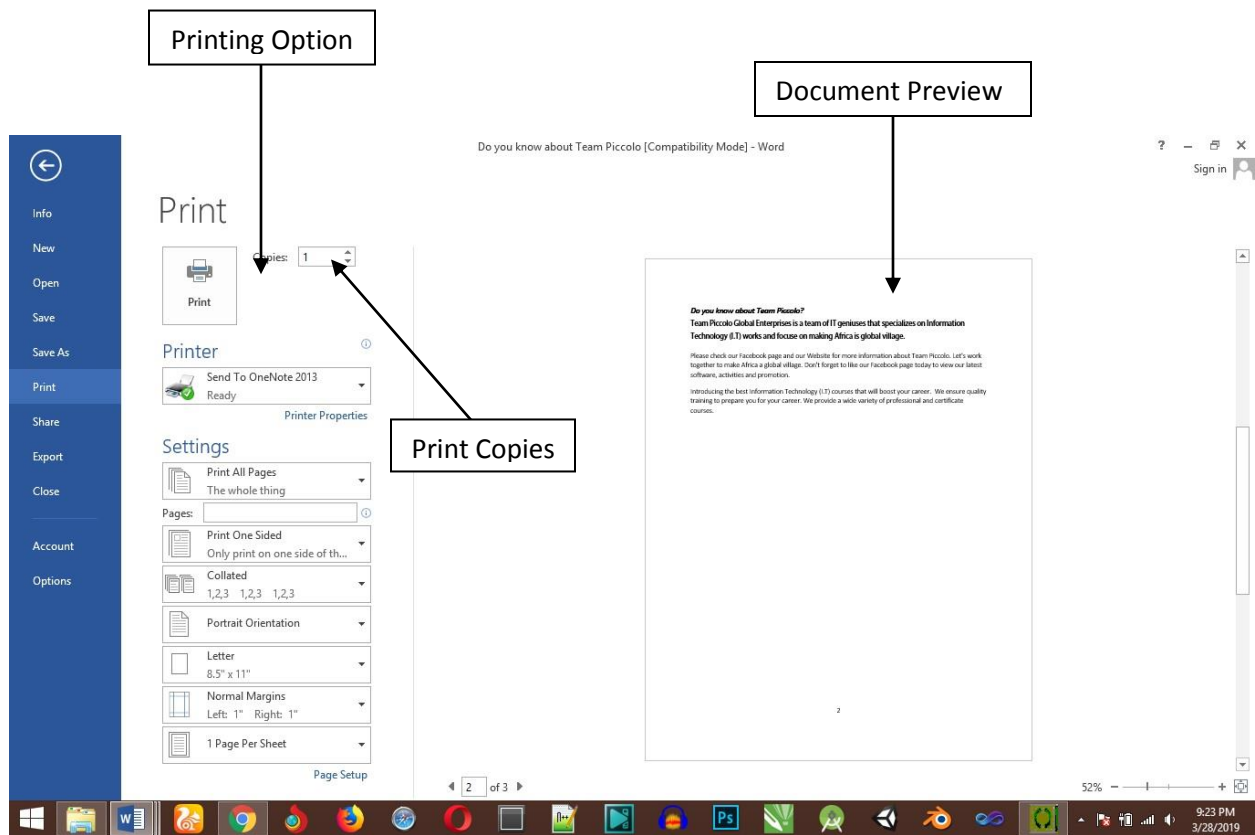 Printing Option
Document Preview
Do you know about Team Piccolo [Compatibility Mode] - Word
? 
Sign in
Info
New
Open
Save
Save As
Print
Share
Export
Close
Account
Options
Print
Copies: 1
Print
Printer
Send To OneNote 2013
Ready
Printer Properties
Print Copies
Settings
Print All Pages
The whole thing
Pages:
Print One Sided
Only print on one side of th...
Collated
1,2,3 1,2,3 1,2,3
Portrait Orientation
Letter
8.5" x 11"
Normal Margins
Left: 1" Right: 1"
1 Page Per Sheet
Page Setup
Do you know about Team Piccolo?
Team Piccolo Global Enterprises is a team of IT geniuses that specializes on Information
Technology (I.T) works and focuse on making Africa is global village.
Please check our Facebook page and our Website for more information about Team Piccolo. Let's work
together to make Africa a global village. Don't forget to like our Facebook page today to view our latest
software, activities and promotion.
Introducing the best Information Technology (I.T) courses that will boost your career. We ensure quality
training to prepare you for your career. We provide a wide variety of professional and certificate
courses.
2
2 of 3
52%
W
n++
Ps
9:23 PM
3/28/2019